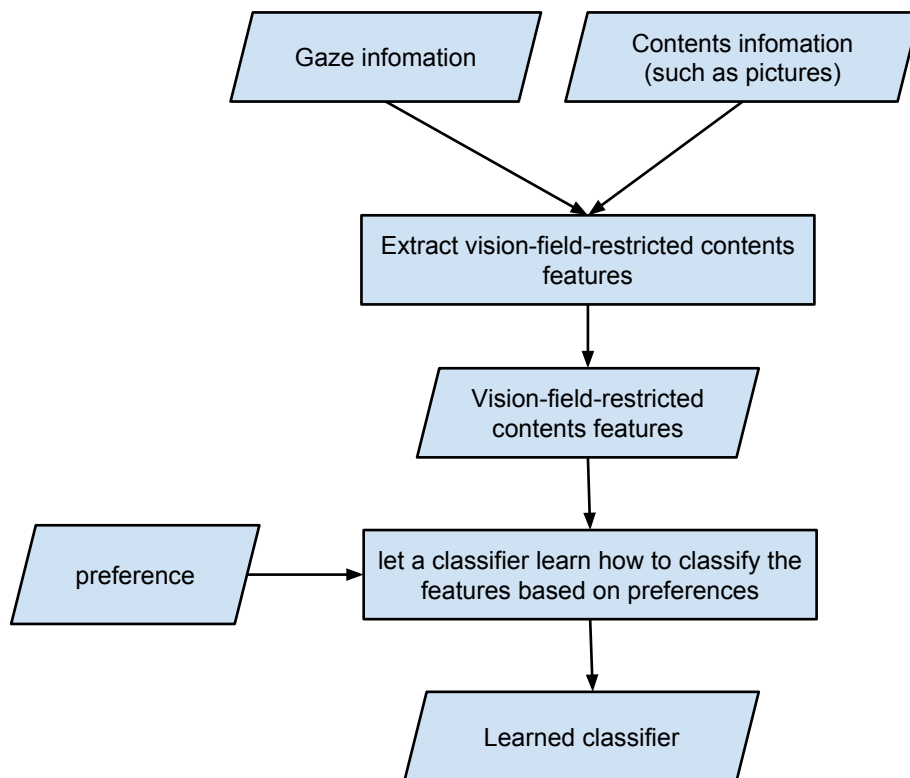 Gaze infomation
Contents infomation
(such as pictures)
Extract vision-field-restricted contents
features
Vision-field-restricted
contents features
preference
let a classifier learn how to classify the
features based on preferences
Learned classifier